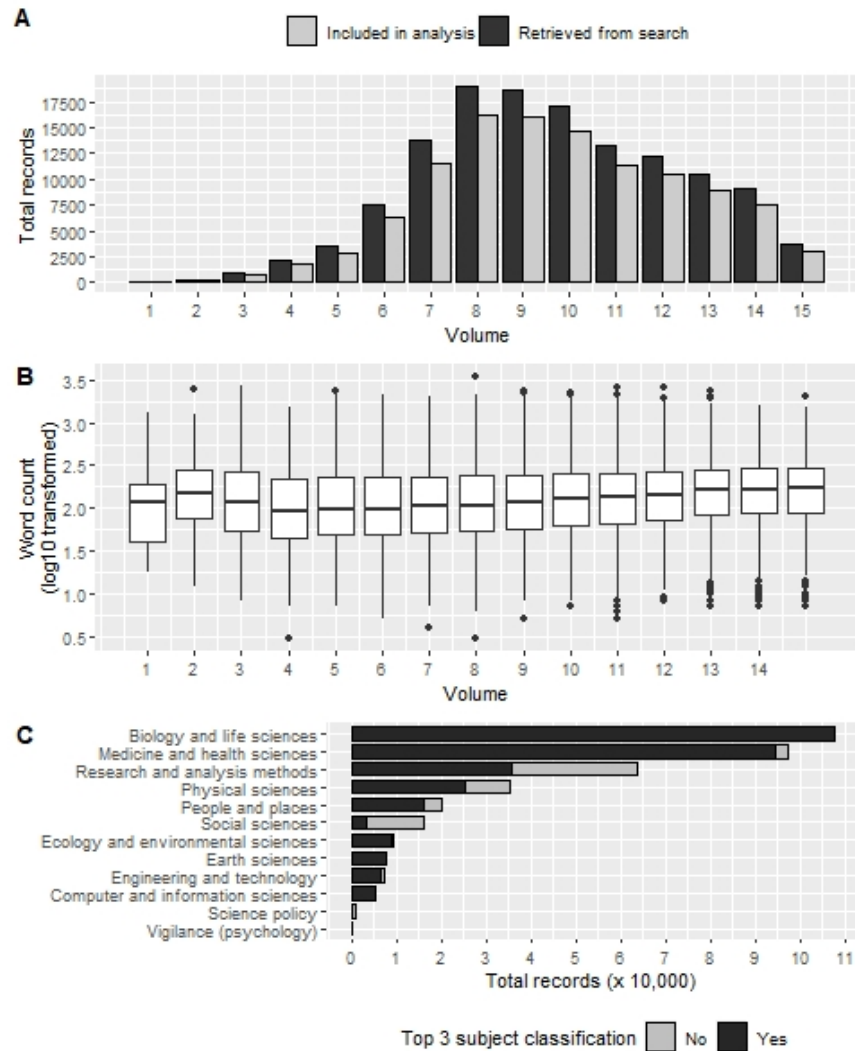 A
Included in analysis Retrieved from search
Total records
17500
15000
12500
10000
7500
5000
2500
0
1 2 3 4 5 6 7 8 9 10 11 12 13 14 15
Volume
B
Word count
(log10 transformed)
3.5
3.0
2.5
2.0
1.5
1.0
0.5
1 2 3 4 5 6 7 8 9 10 11 12 13 14
Volume
C
Biology and life sciences
Medicine and health sciences
Research and analysis methods
Physical sciences
People and places
Social sciences
Ecology and environmental sciences
Earth sciences
Engineering and technology
Computer and information sciences
Science policy
Vigilance (psychology)
0 1 2 3 4 5 6 7 8 9 10 11
Total records (x 10,000)
Top 3 subject classification No Yes